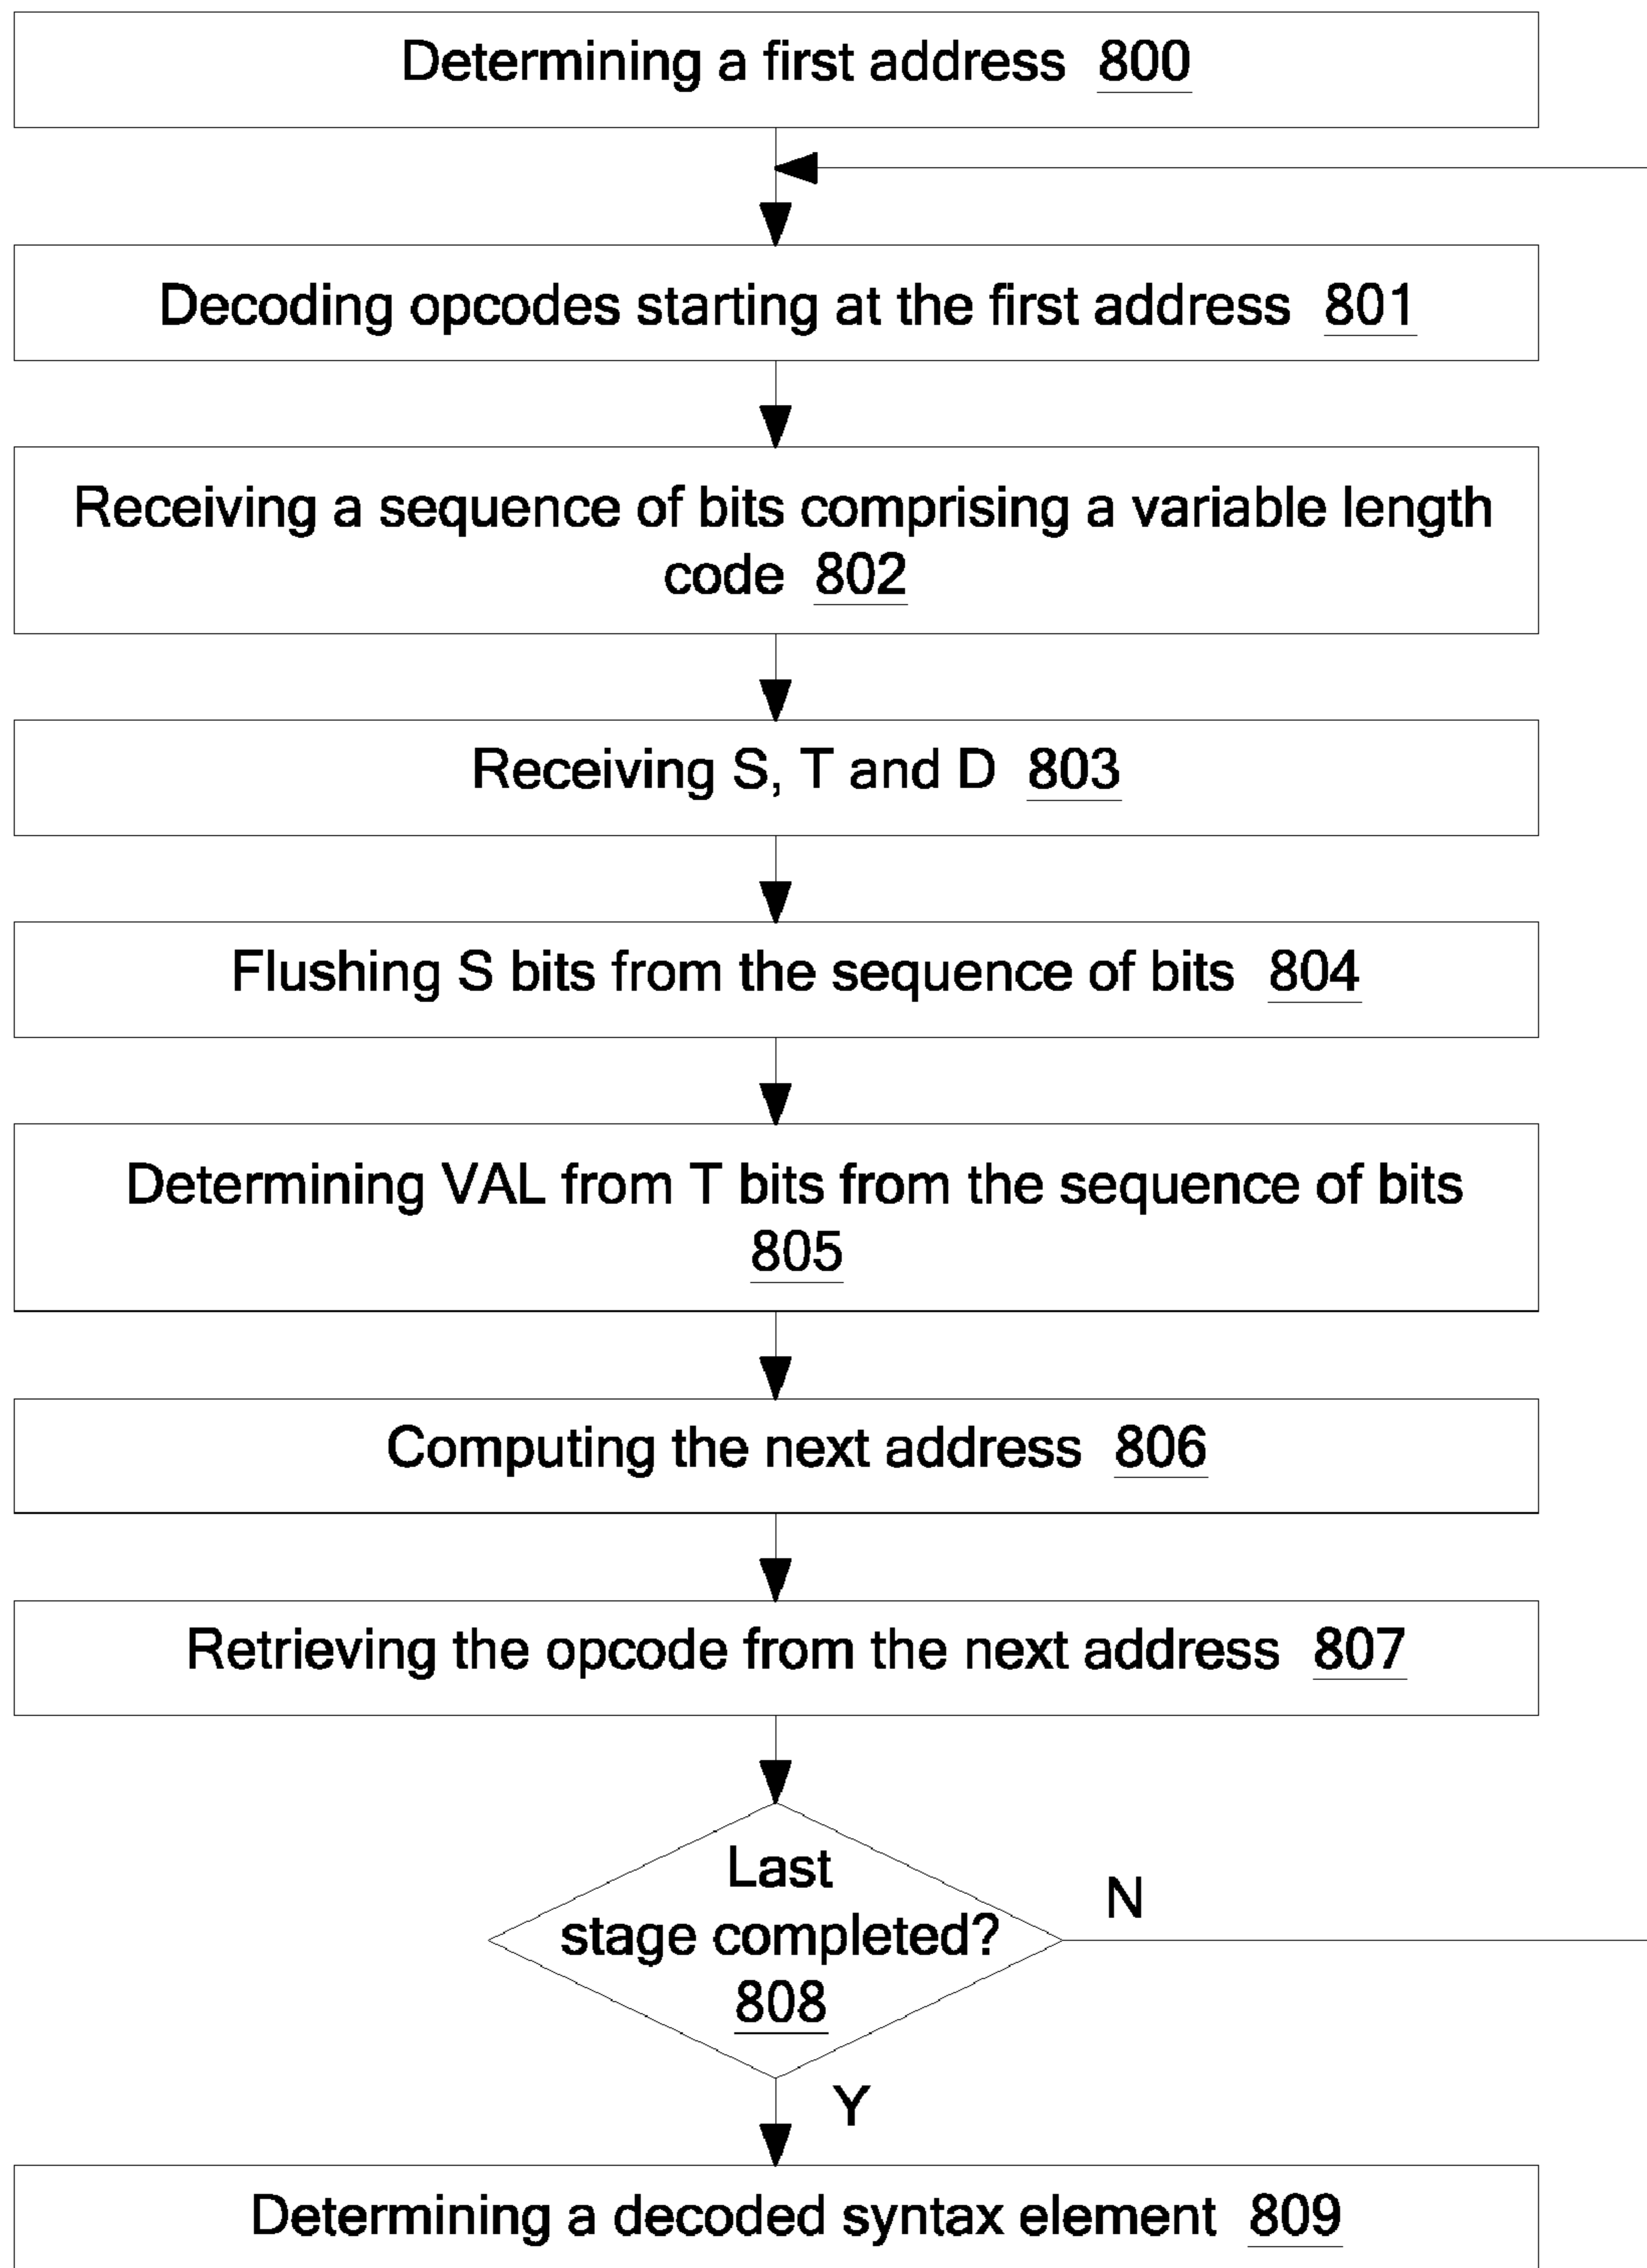 Determining a first address 800
Decoding opcodes starting at the first address 801
Receiving a sequence of bits comprising a variable length
code 802
Receiving S, T and D 803
Flushing S bits from the sequence of bits 804
Determining VAL from T bits from the sequence of bits
805
Computing the next address 806
Retrieving the opcode from the next address 807
Last
stage completed?
808
N
Y
Determining a decoded syntax element 809